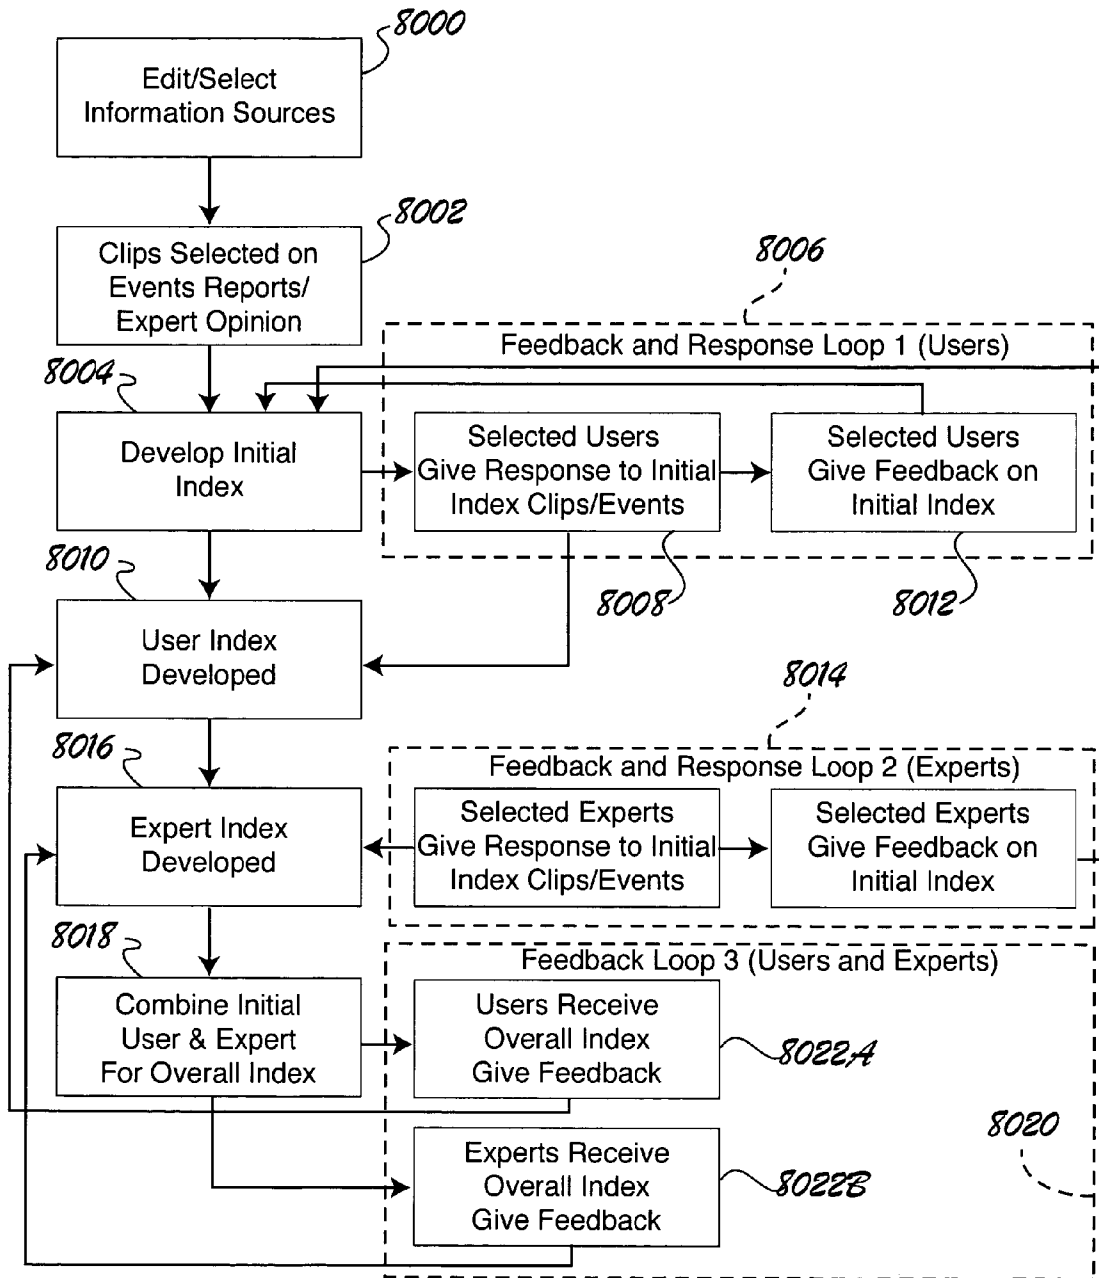 8000
Edit/Select
Information Sources
8002
Clips Selected on
Events Reports/
Expert Opinion
8006
Feedback and Response Loop 1 (Users)
8004
Develop Initial
Index
Selected Users
Give Response to Initial
Index Clips/Events
Selected Users
Give Feedback on
Initial Index
8008
8012
8010
User Index
Developed
8014
Feedback and Response Loop 2 (Experts)
8016
Expert Index
Developed
Selected Experts
Give Response to Initial
Index Clips/Events
Selected Experts
Give Feedback on
Initial Index
8018
Feedback Loop 3 (Users and Experts)
Combine Initial
User & Expert
For Overall Index
Users Receive
Overall Index
Give Feedback
8022A
8020
Experts Receive
Overall Index
Give Feedback
8022B